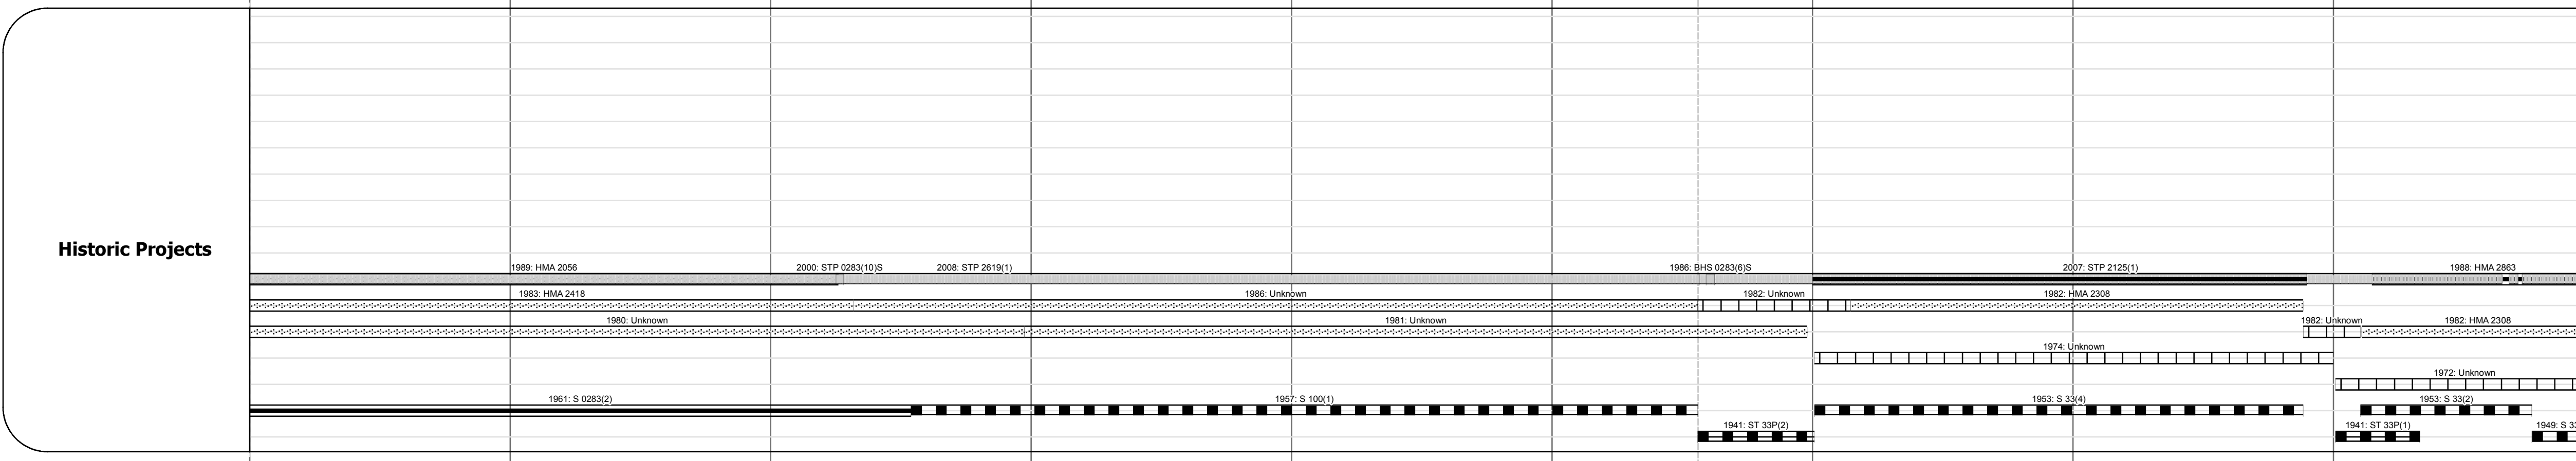 Historic Projects
1989: HMA 2056
2000: STP 0283(10)S
2008: STP 2619(1)
1986: BHS 0283(6)S
2007: STP 2125(1)
1988: HMA 2863
1983: HMA 2418
1986: Unknown
1982: Unknown
1982: HMA 2308
1980: Unknown
1981: Unknown
1982: Unknown
1982: HMA 2308
1974: Unknown
1972: Unknown
1961: S 0283(2)
1957: S 100(1)
1953: S 33(4)
1953: S 33(2)
1941: ST 33P(2)
1941: ST 33P(1)
1949: S 33